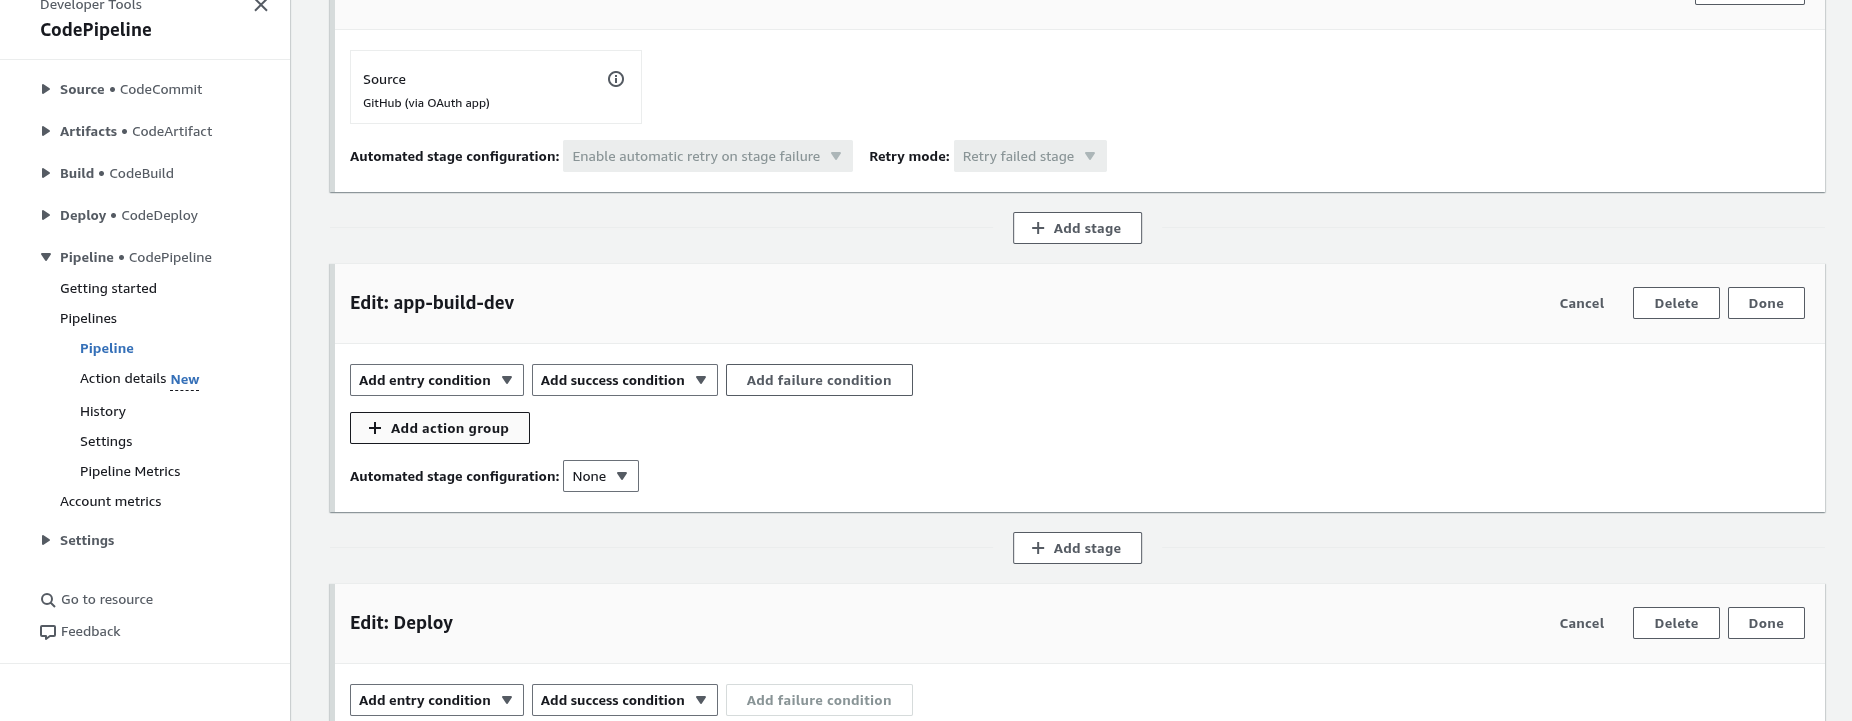 Developer Tools
CodePipeline
Source • CodeCommit
Artifacts • CodeArtifact
Build • CodeBuild
Deploy • CodeDeploy
Pipeline • CodePipeline
Getting started
Pipelines
Pipeline
Action details New
History
Settings
Pipeline Metrics
Account metrics
Settings
Go to resource
Feedback
Source
GitHub (via OAuth app)
Automated stage configuration: Enable automatic retry on stage failure Retry mode: Retry failed stage
+ Add stage
Edit: app-build-dev Cancel Delete Done
Add entry condition Add success condition Add failure condition
+ Add action group
Automated stage configuration: None
+ Add stage
Edit: Deploy Cancel Delete Done
Add entry condition Add success condition Add failure condition